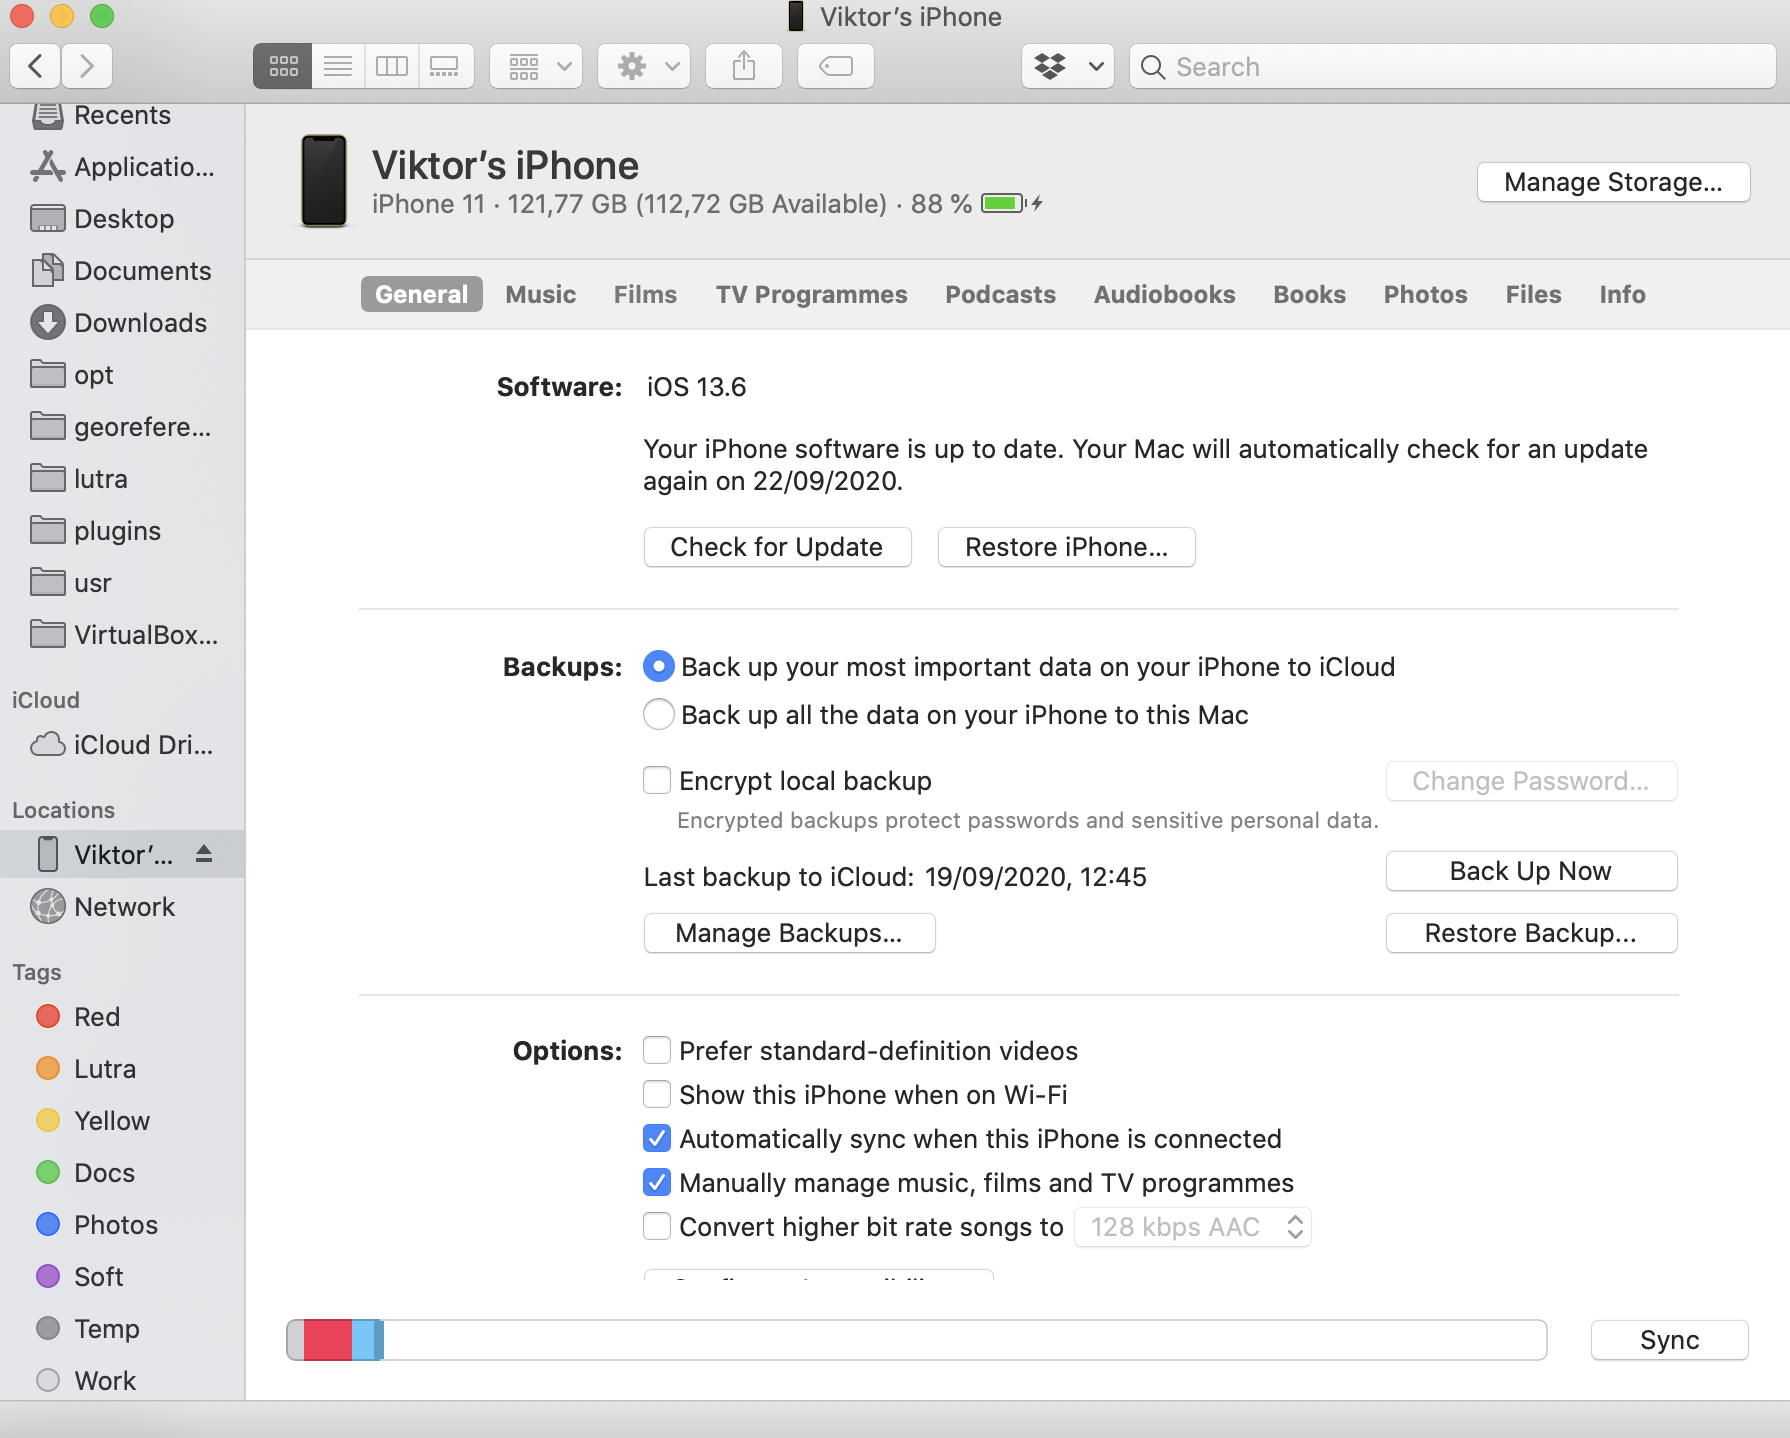 Viktor’s iPhone
Search
Recents
Applicatio...
Desktop
Documents
Downloads
opt
georefere...
lutra
plugins
usr
VirtualBox...
iCloud
iCloud Dri...
Locations
Viktor’...
Network
Tags
Red
Lutra
Yellow
Docs
Photos
Soft
Temp
Work
Viktor’s iPhone
iPhone 11 · 121,77 GB (112,72 GB Available) · 88 %
Manage Storage...
General Music Films TV Programmes Podcasts Audiobooks Books Photos Files Info
Software: iOS 13.6
Your iPhone software is up to date. Your Mac will automatically check for an update
again on 22/09/2020.
Check for Update Restore iPhone...
Backups: Back up your most important data on your iPhone to iCloud
Back up all the data on your iPhone to this Mac
Encrypt local backup Change Password...
Encrypted backups protect passwords and sensitive personal data.
Last backup to iCloud: 19/09/2020, 12:45 Back Up Now
Manage Backups... Restore Backup...
Options: Prefer standard-definition videos
Show this iPhone when on Wi-Fi
Automatically sync when this iPhone is connected
Manually manage music, films and TV programmes
Convert higher bit rate songs to 128 kbps AAC
Sync